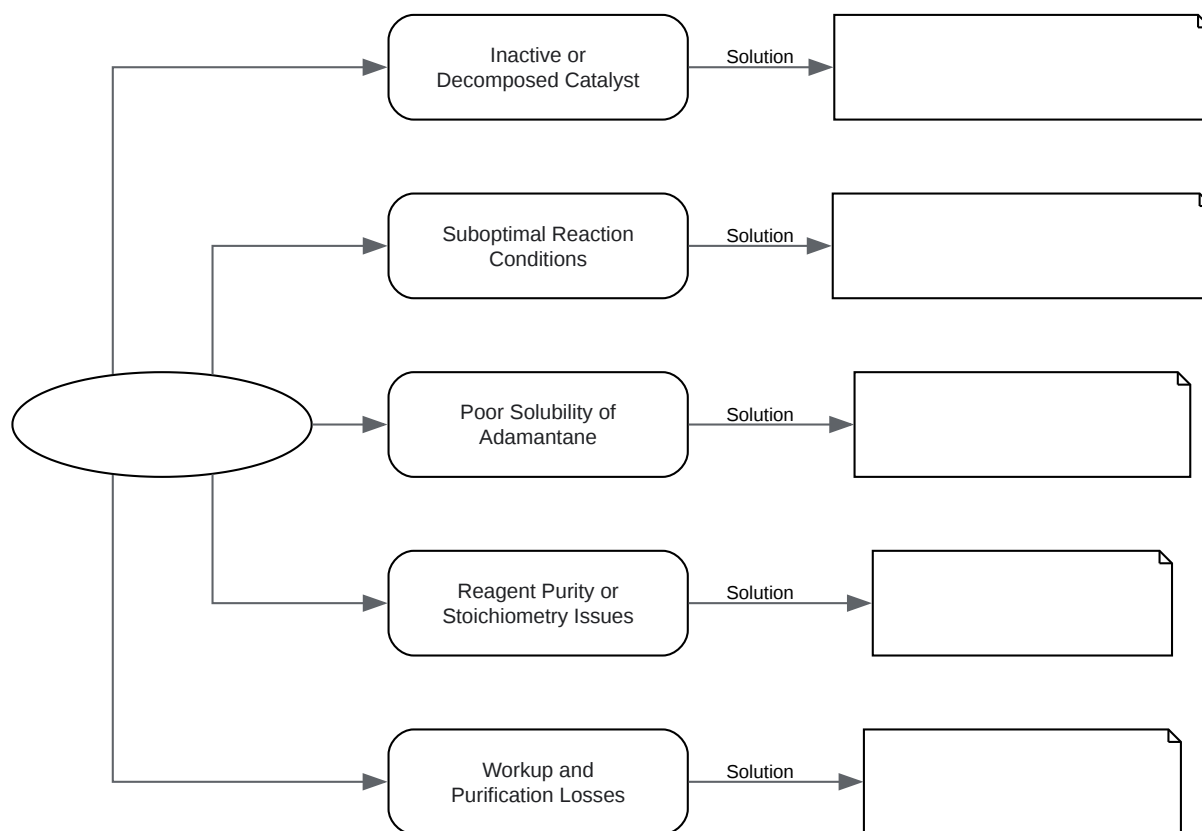 Inactive or
Decomposed Catalyst
Solution
Suboptimal Reaction
Conditions
Solution
Poor Solubility of
Adamantane
Solution
Reagent Purity or
Stoichiometry Issues
Solution
Workup and
Purification Losses
Solution